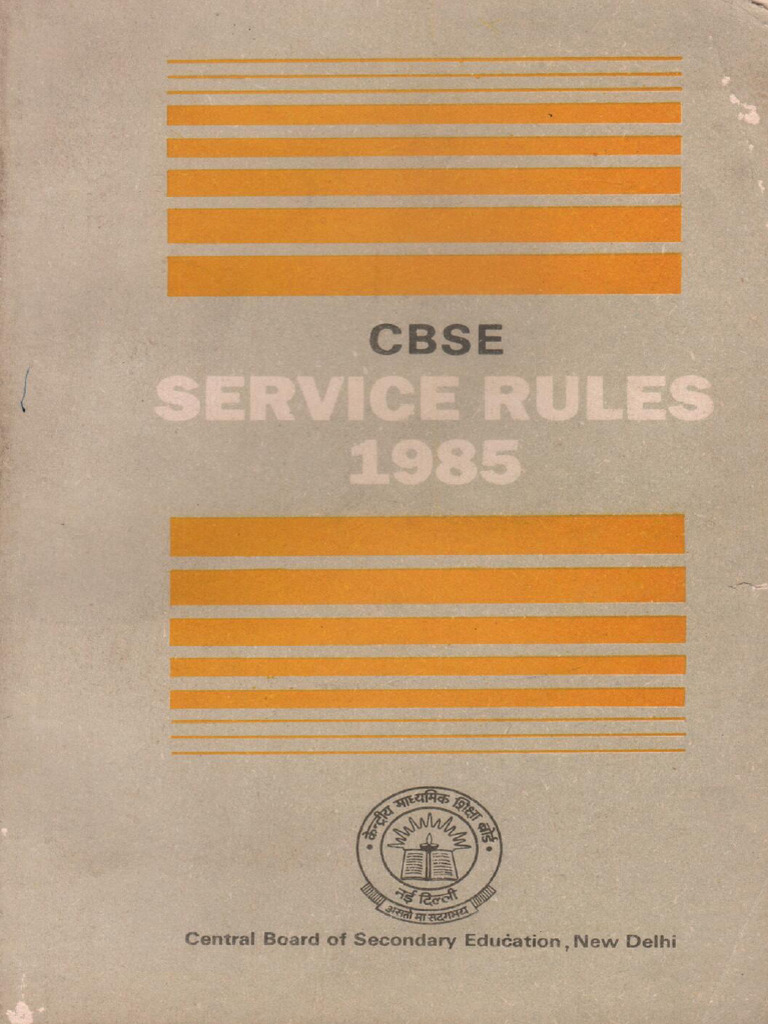 CBSE
SERVICE RULES
1985
केन्द्रीय माध्यमिक शिक्षा बोर्ड
नई दिल्ली
असतो मा सद्गमय
Central Board of Secondary Education, New Delhi